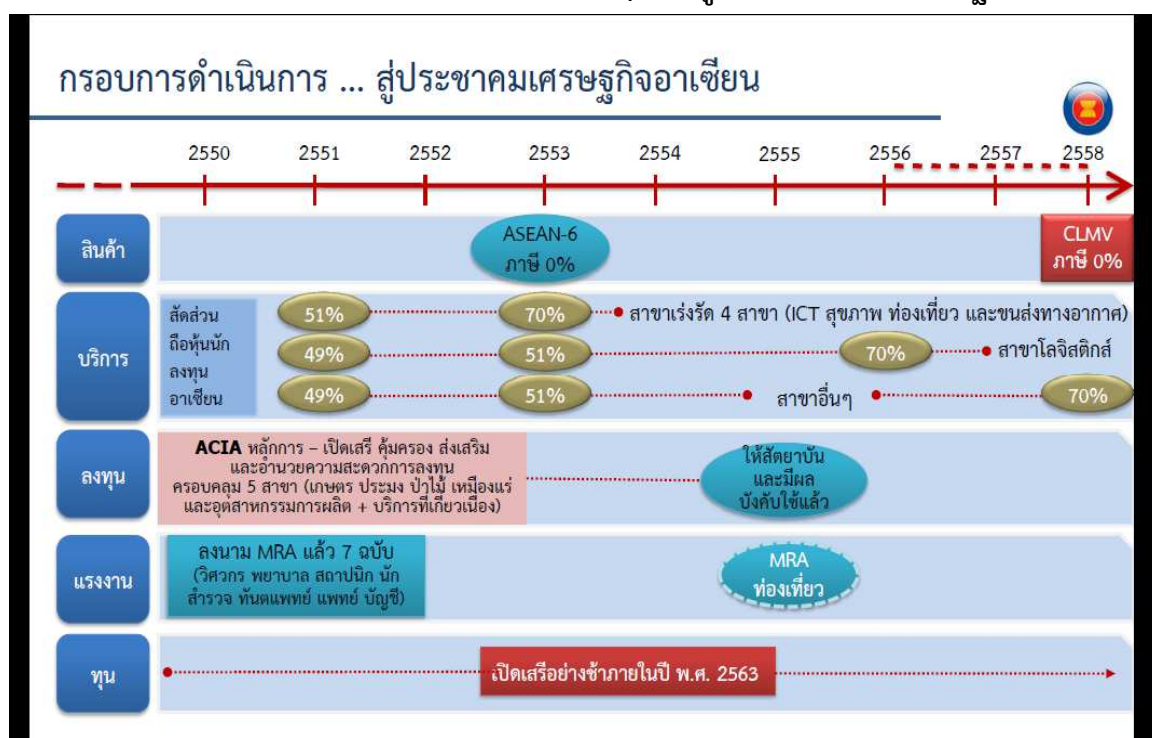 กรอบการดำเนินการ ... สู่ประชาคมเศรษฐกิจอาเซียน
2550 2551 2552 2553 2554 2555 2556 2557 2558
สินค้า
ASEAN-6
ภาษี 0%
CLMV
ภาษี 0%
บริการ
สัดส่วน
ถือหุ้นนัก
ลงทุน
อาเซียน
51% 70% สาขาเร่งรัด 4 สาขา (ICT สุขภาพ ท่องเที่ยว และขนส่งทางอากาศ)
49% 51% 70% สาขาโลจิสติกส์
49% 51% สาขาอื่นๆ 70%
ลงทุน
ACIA หลักการ – เปิดเสรี คุ้มครอง ส่งเสริม
และอำนวยความสะดวกการลงทุน
ครอบคลุม 5 สาขา (เกษตร ประมง ป่าไม้ เหมืองแร่
และอุตสาหกรรมการผลิต + บริการที่เกี่ยวเนื่อง)
ให้สัตยาบัน
และมีผล
บังคับใช้แล้ว
แรงงาน
ลงนาม MRA แล้ว 7 ฉบับ
(วิศวกร พยาบาล สถาปนิก นัก
สำรวจ ทันตแพทย์ แพทย์ บัญชี)
MRA
ท่องเที่ยว
ทุน
เปิดเสรีอย่างช้าภายในปี พ.ศ. 2563